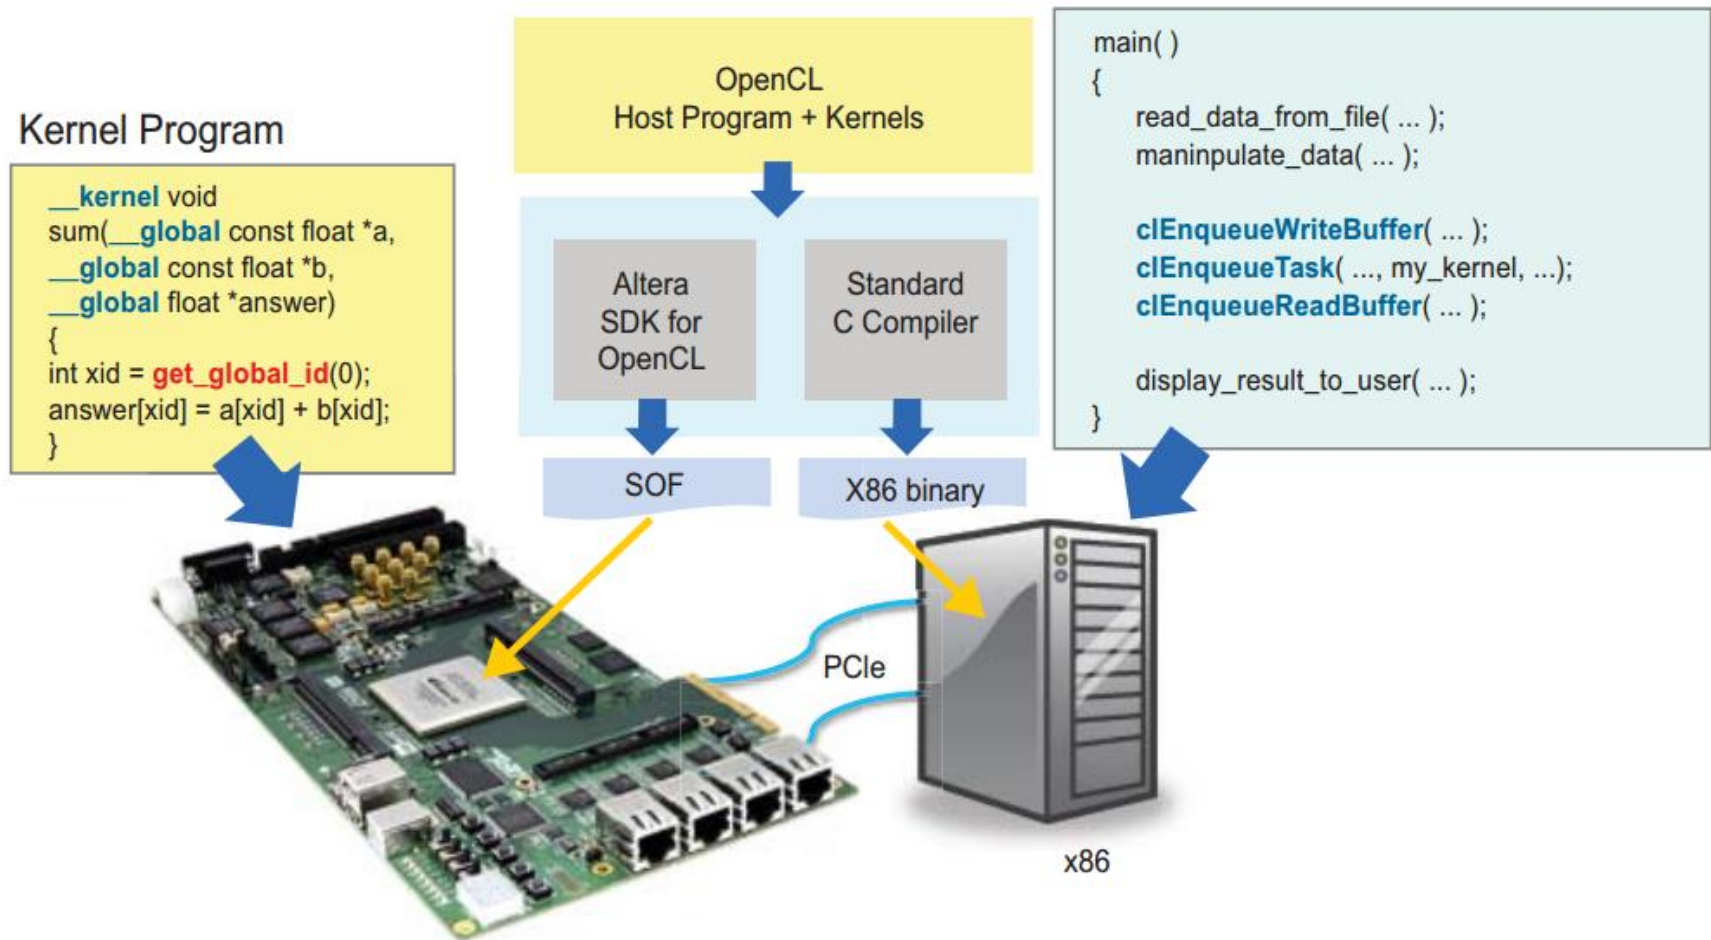 Kernel Program
__kernel void
sum(__global const float *a,
__global const float *b,
__global float *answer)
{
int xid = get_global_id(0);
answer[xid] = a[xid] + b[xid];
}
OpenCL
Host Program + Kernels
Altera
SDK for
OpenCL
Standard
C Compiler
SOF
X86 binary
main( )
{
read_data_from_file( ... );
maninpulate_data( ... );
clEnqueueWriteBuffer( ... );
clEnqueueTask( ..., my_kernel, ...);
clEnqueueReadBuffer( ... );
display_result_to_user( ... );
}
PCIe
x86